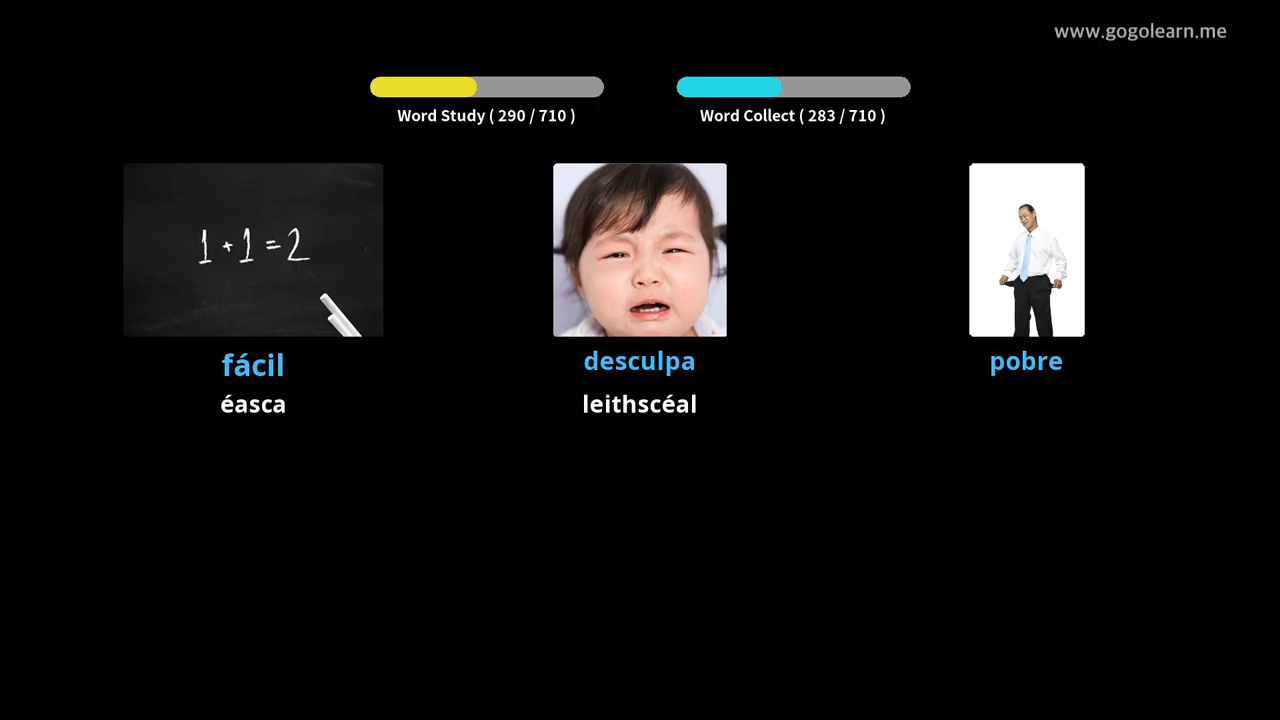 www.gogolearn.me
Word Study ( 290 / 710 )
Word Collect ( 283 / 710 )
1 + 1 = 2
fácil
desculpa
pobre
éasca
leithscéal